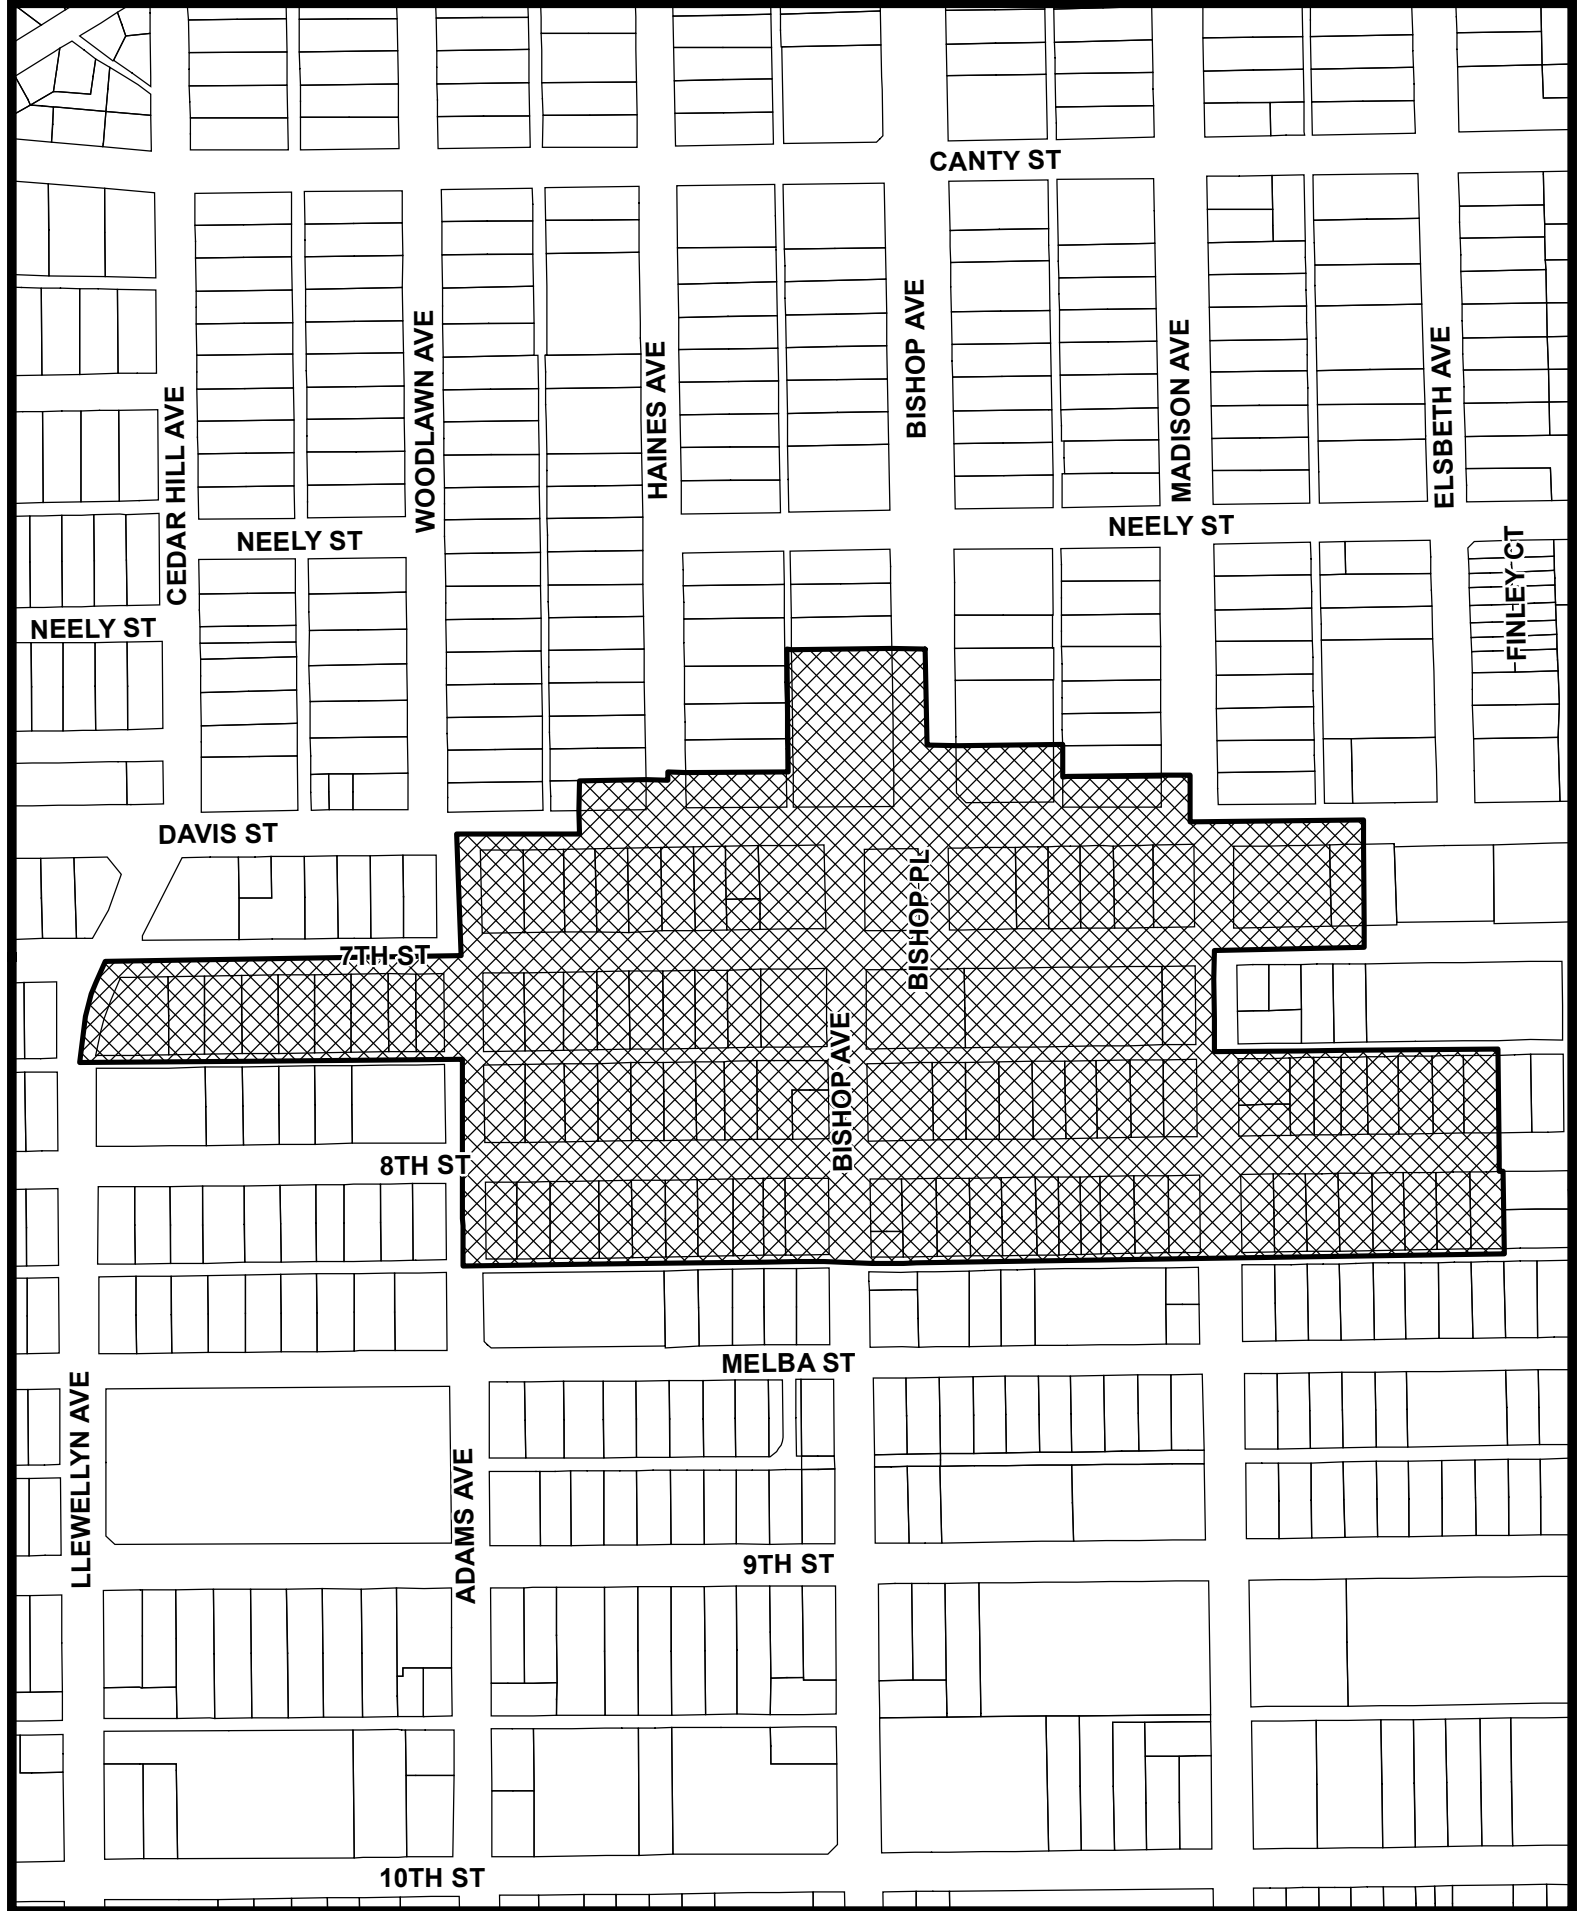 CANTY ST
BISHOP AVE
WOODLAWN AVE
MADISON AVE
ELSBETH AVE
HAINES AVE
CEDAR HILL AVE
NEELY ST
NEELY ST
FINLEY CT
NEELY ST
DAVIS ST
BISHOP PL
7TH ST
BISHOP AVE
8TH ST
MELBA ST
LLEWELLYN AVE
ADAMS AVE
9TH ST
10TH ST